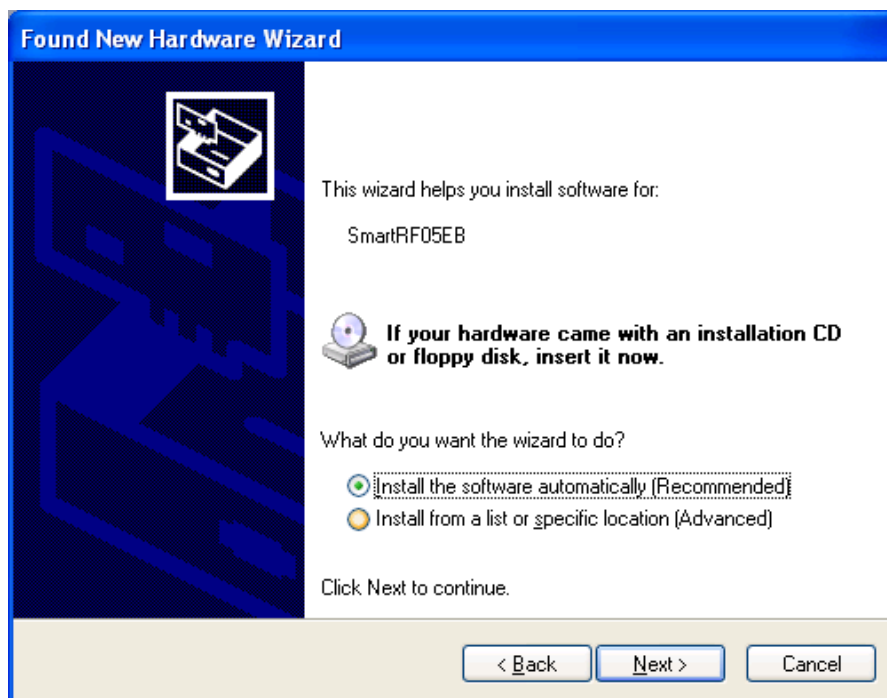 Found New Hardware Wizard
This wizard helps you install software for:
SmartRF05EB
If your hardware came with an installation CD
or floppy disk, insert it now.
What do you want the wizard to do?
Install the software automatically (Recommended)
Install from a list or specific location (Advanced)
Click Next to continue.
< Back Next > Cancel